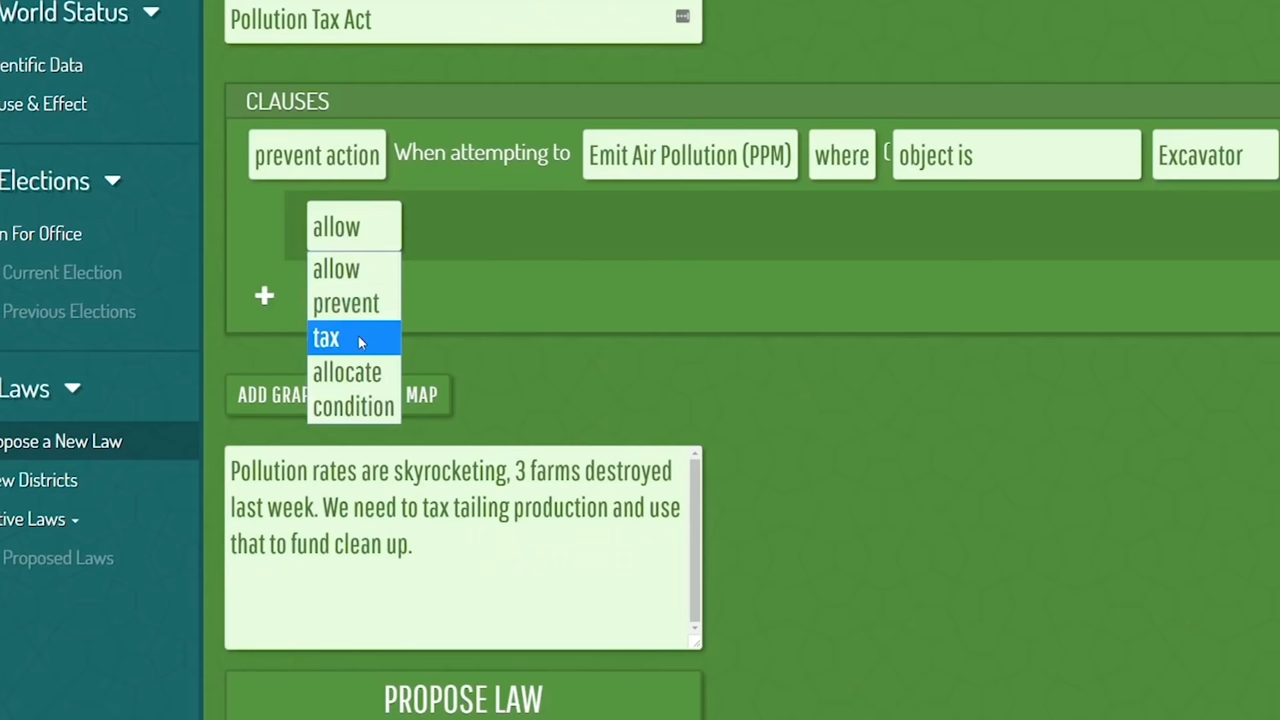 World Status
entific Data
use & Effect
Elections
n For Office
Current Election
Previous Elections
Laws
opose a New Law
ew Districts
tive Laws
Proposed Laws
Pollution Tax Act
CLAUSES
prevent action When attempting to Emit Air Pollution (PPM) where ( object is Excavator
allow
allow
prevent
tax
allocate
condition
+
ADD GRAP MAP
Pollution rates are skyrocketing, 3 farms destroyed
last week. We need to tax tailing production and use
that to fund clean up.
PROPOSE LAW